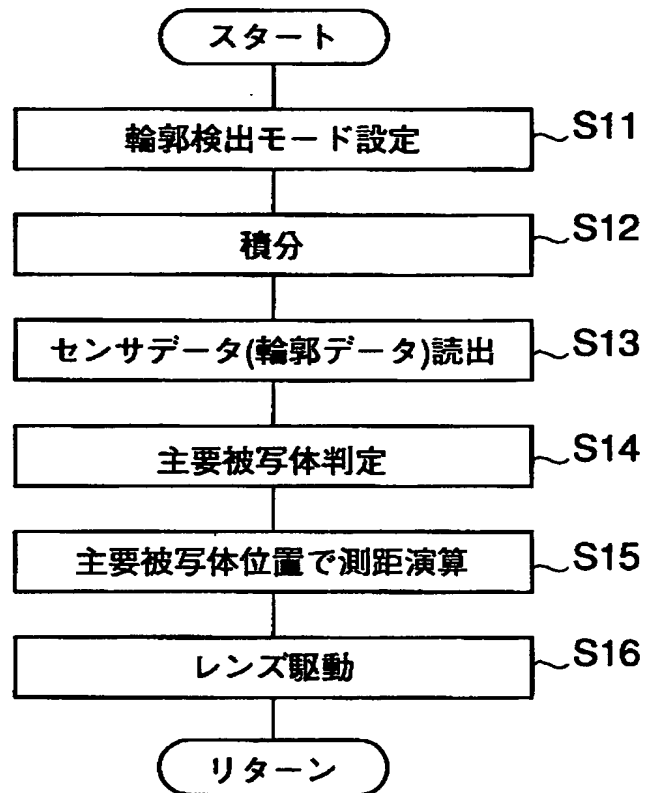 スタート
輪郭検出モード設定
S11
積分
S12
センサデータ(輪郭データ)読出
S13
主要被写体判定
S14
主要被写体位置で測距演算
S15
レンズ駆動
S16
リターン